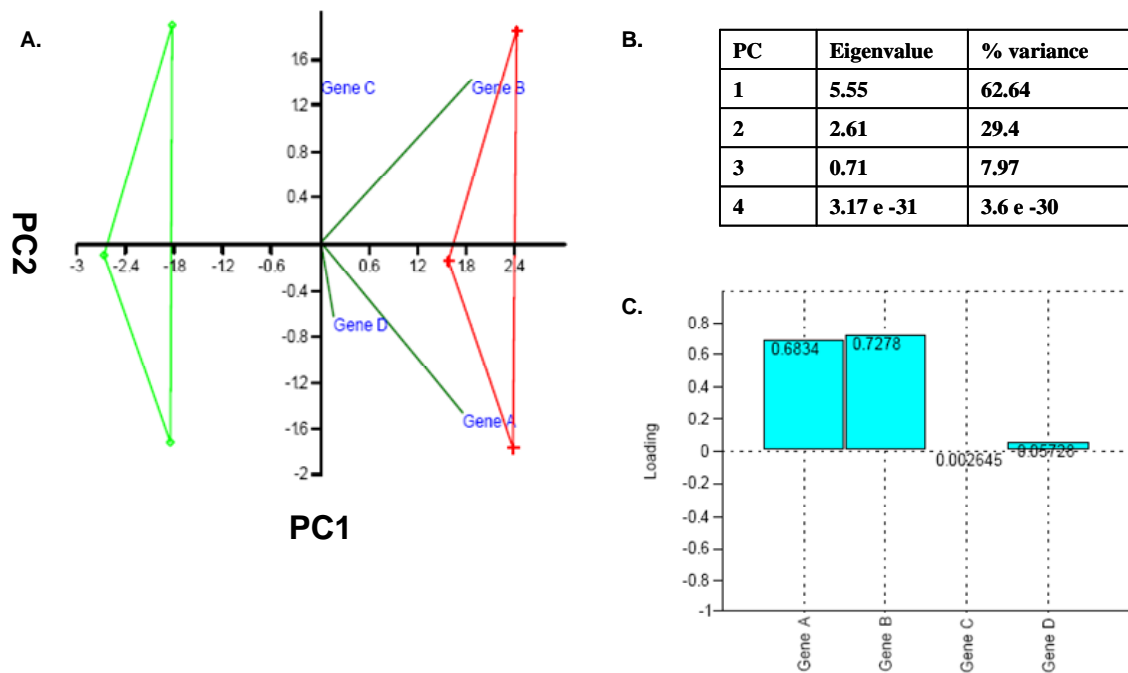 A.
1.6
1.2
0.8
0.4
-0.4
-0.8
-1.2
-1.6
-2
-3
-2.4
-1.8
-1.2
-0.6
0.6
1.2
1.8
2.4
Gene C
Gene B
Gene D
Gene A
PC2
PC1
B.
PC Eigenvalue % variance
1 5.55 62.64
2 2.61 29.4
3 0.71 7.97
4 3.17 e -31 3.6 e -30
C.
0.8
0.6
0.4
0.2
0
-0.2
-0.4
-0.6
-0.8
-1
Loading
0.6834
0.7278
0.002645
0.05728
Gene A
Gene B
Gene C
Gene D